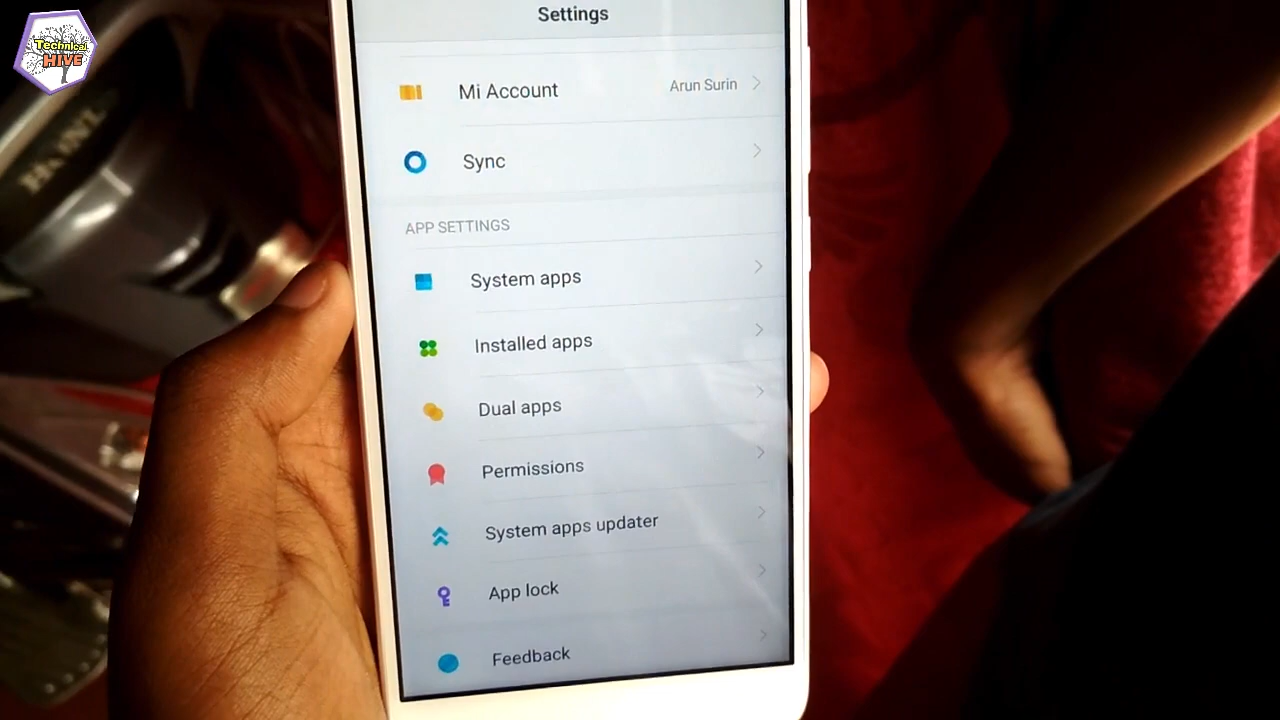 Technical
HIVE
Settings
Mi Account
Arun Surin
Sync
APP SETTINGS
System apps
Installed apps
Dual apps
Permissions
System apps updater
App lock
Feedback